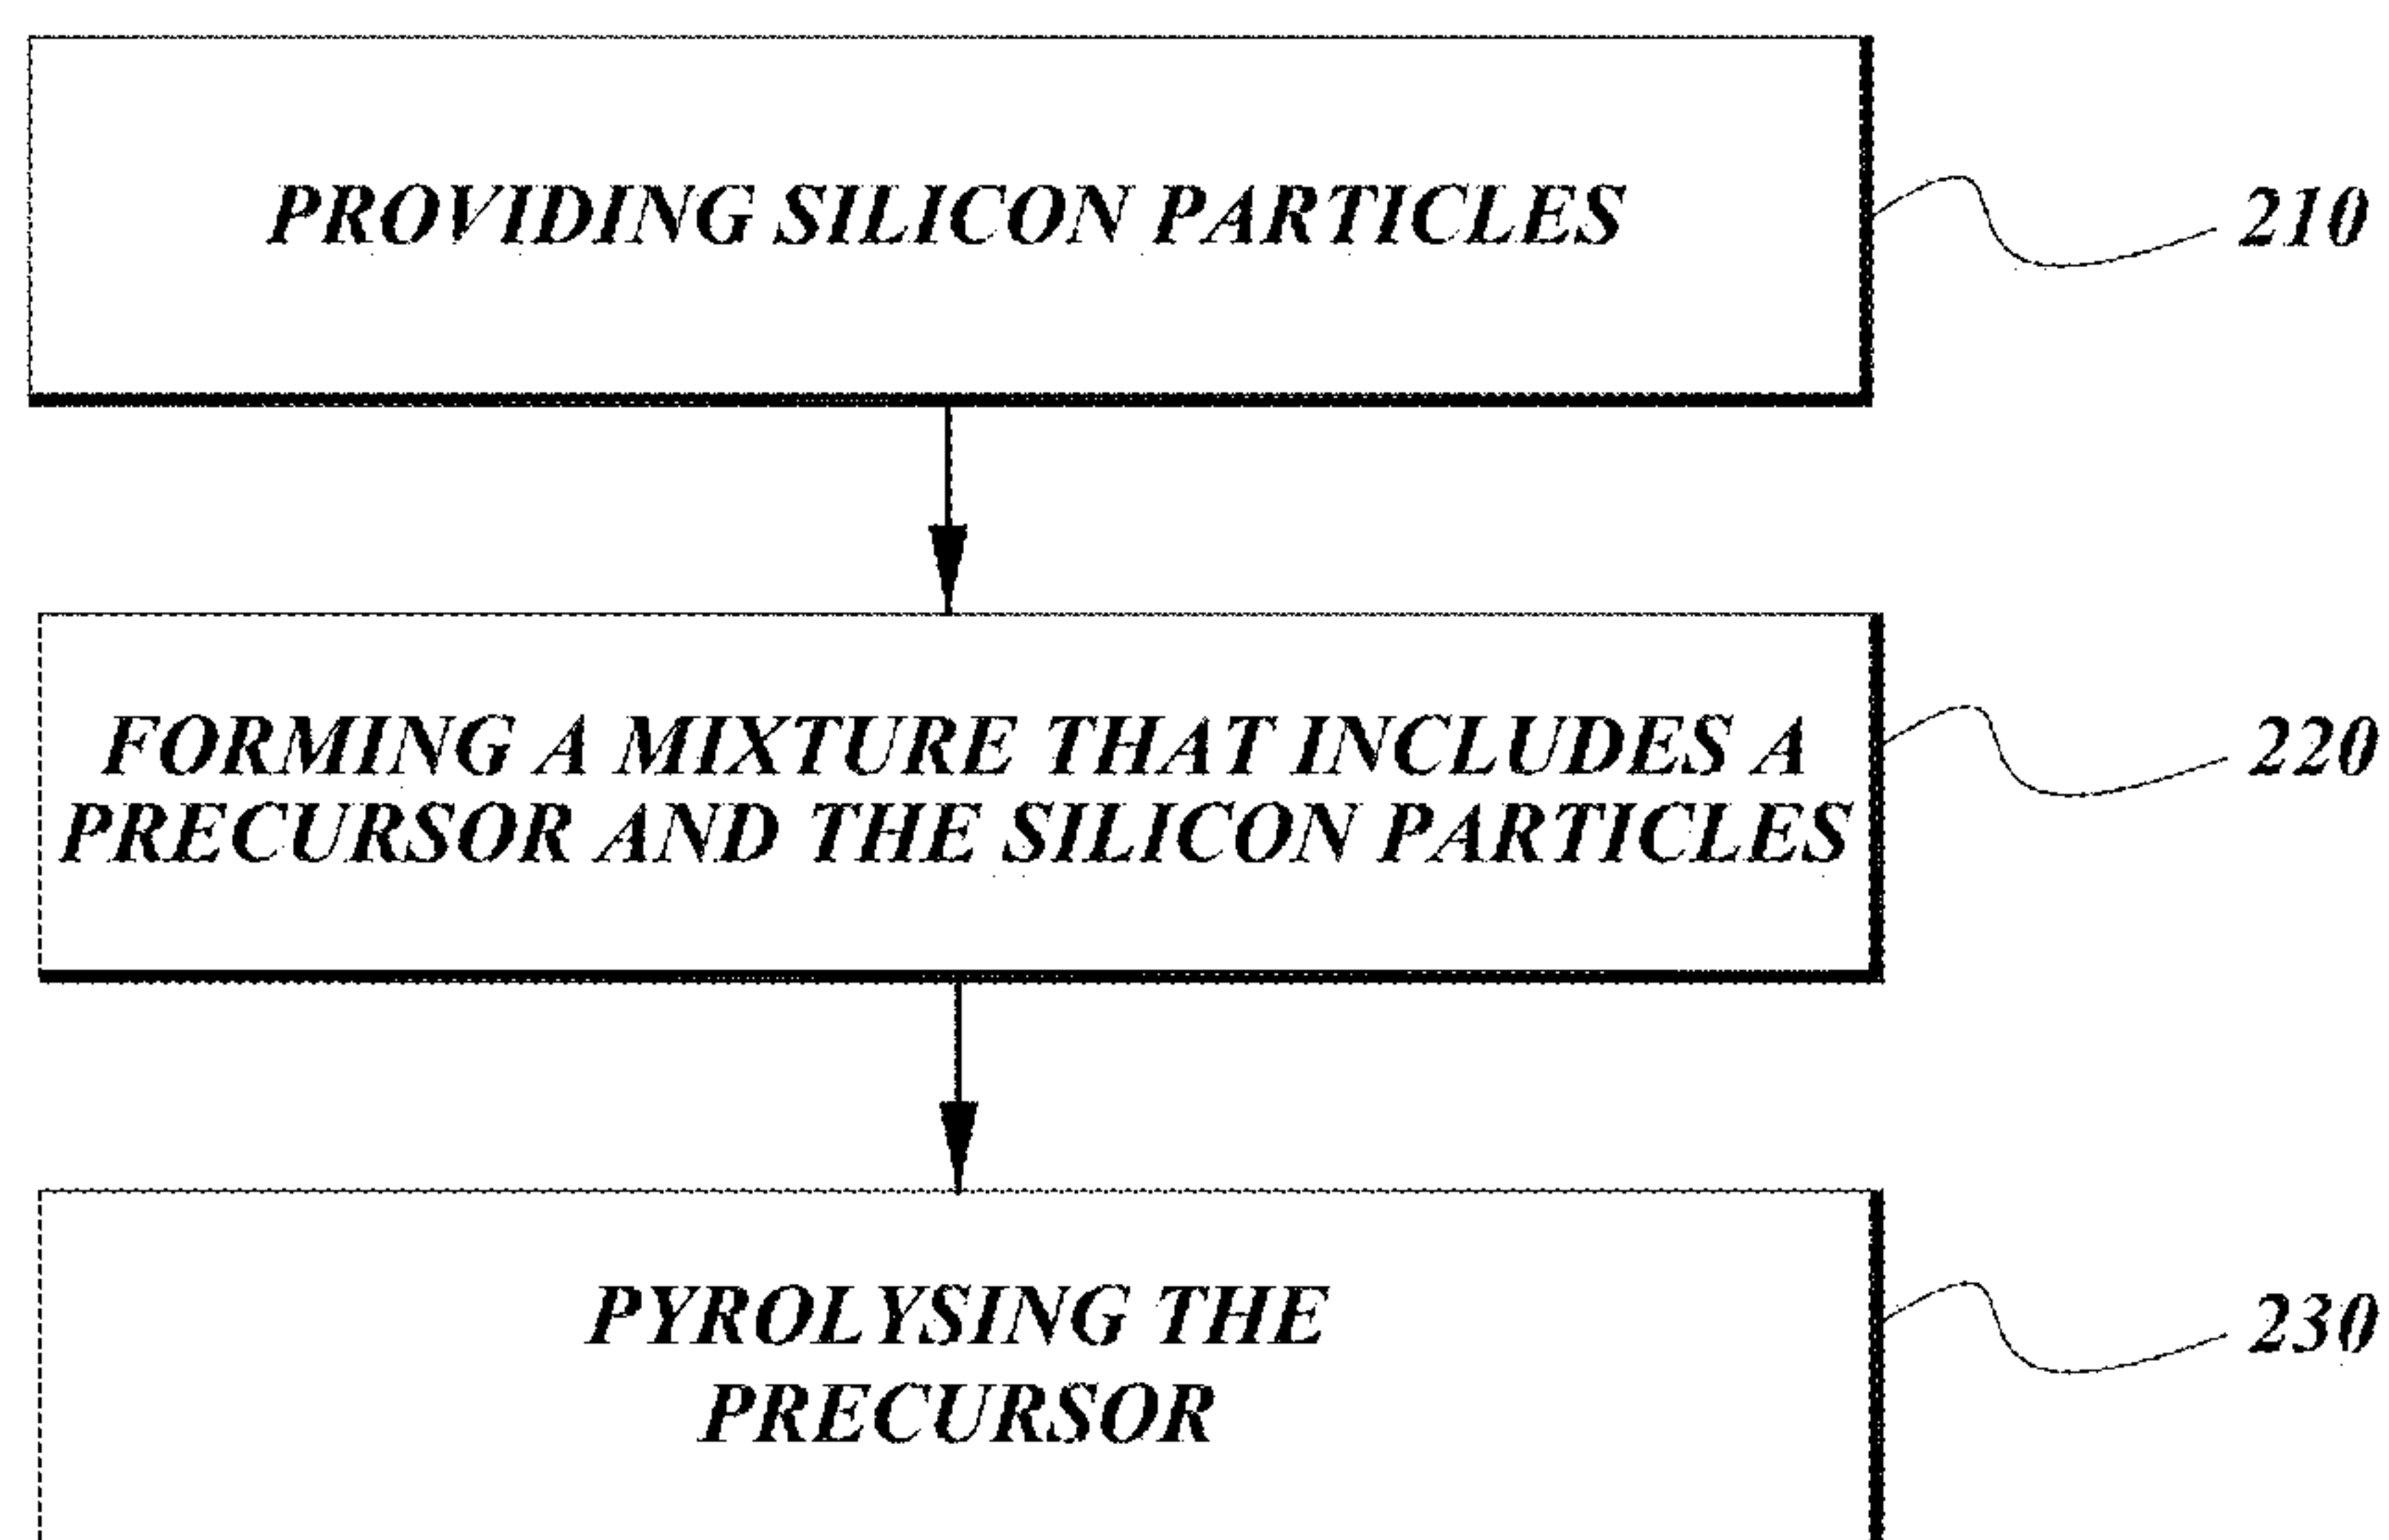 PROVIDING SILICON PARTICLES
210
FORMING A MIXTURE THAT INCLUDES A
PRECURSOR AND THE SILICON PARTICLES
220
PYROLYSING THE
PRECURSOR
230